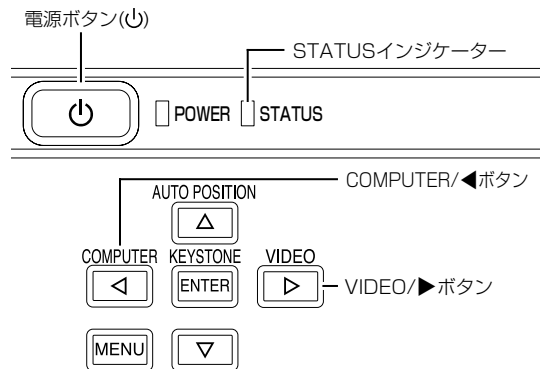 電源ボタン(⏻)
STATUSインジケーター
⏻ POWER STATUS
COMPUTER/◀ボタン
AUTO POSITION
△
COMPUTER KEYSTONE VIDEO
◁ ENTER ▷
VIDEO/▶ボタン
MENU ▽